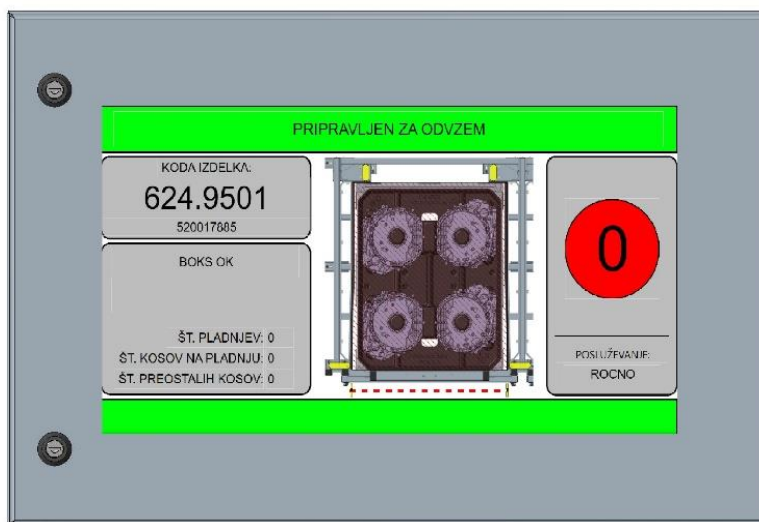 PRIPRAVLJEN ZA ODVZEM
KODA IZDELKA:
624.9501
520017885
BOKS OK
ŠT. PLADNJEV: 0
ŠT. KOSOV NA PLADNJU: 0
ŠT. PREOSTALIH KOSOV: 0
0
POSLUŽEVANJE:
ROCNO